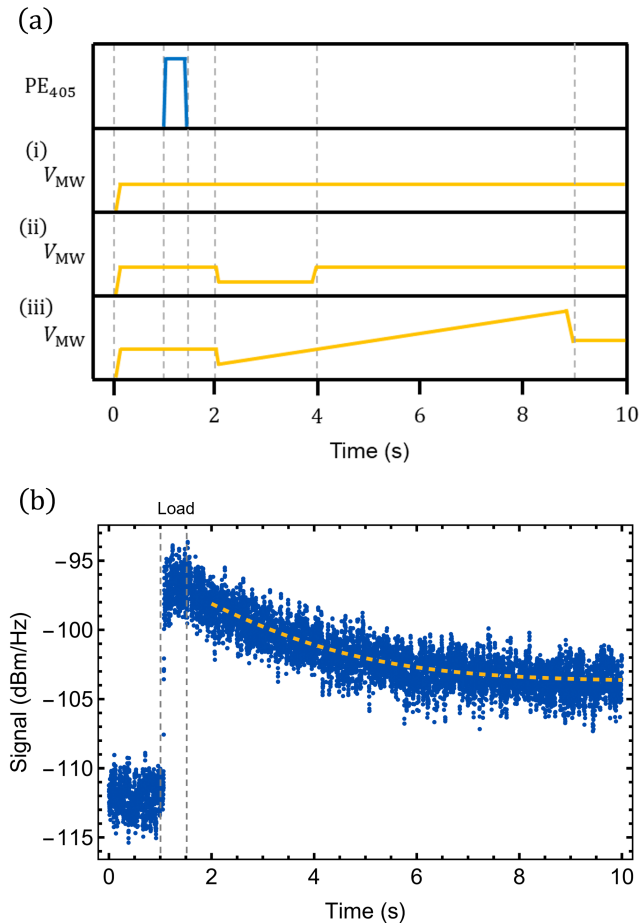 (a)
PE405
(i)
VMW
(ii)
VMW
(iii)
VMW
0 2 4 6 8 10
Time (s)
(b)
Load
−95
−100
−105
−110
−115
Signal (dBm/Hz)
0 2 4 6 8 10
Time (s)